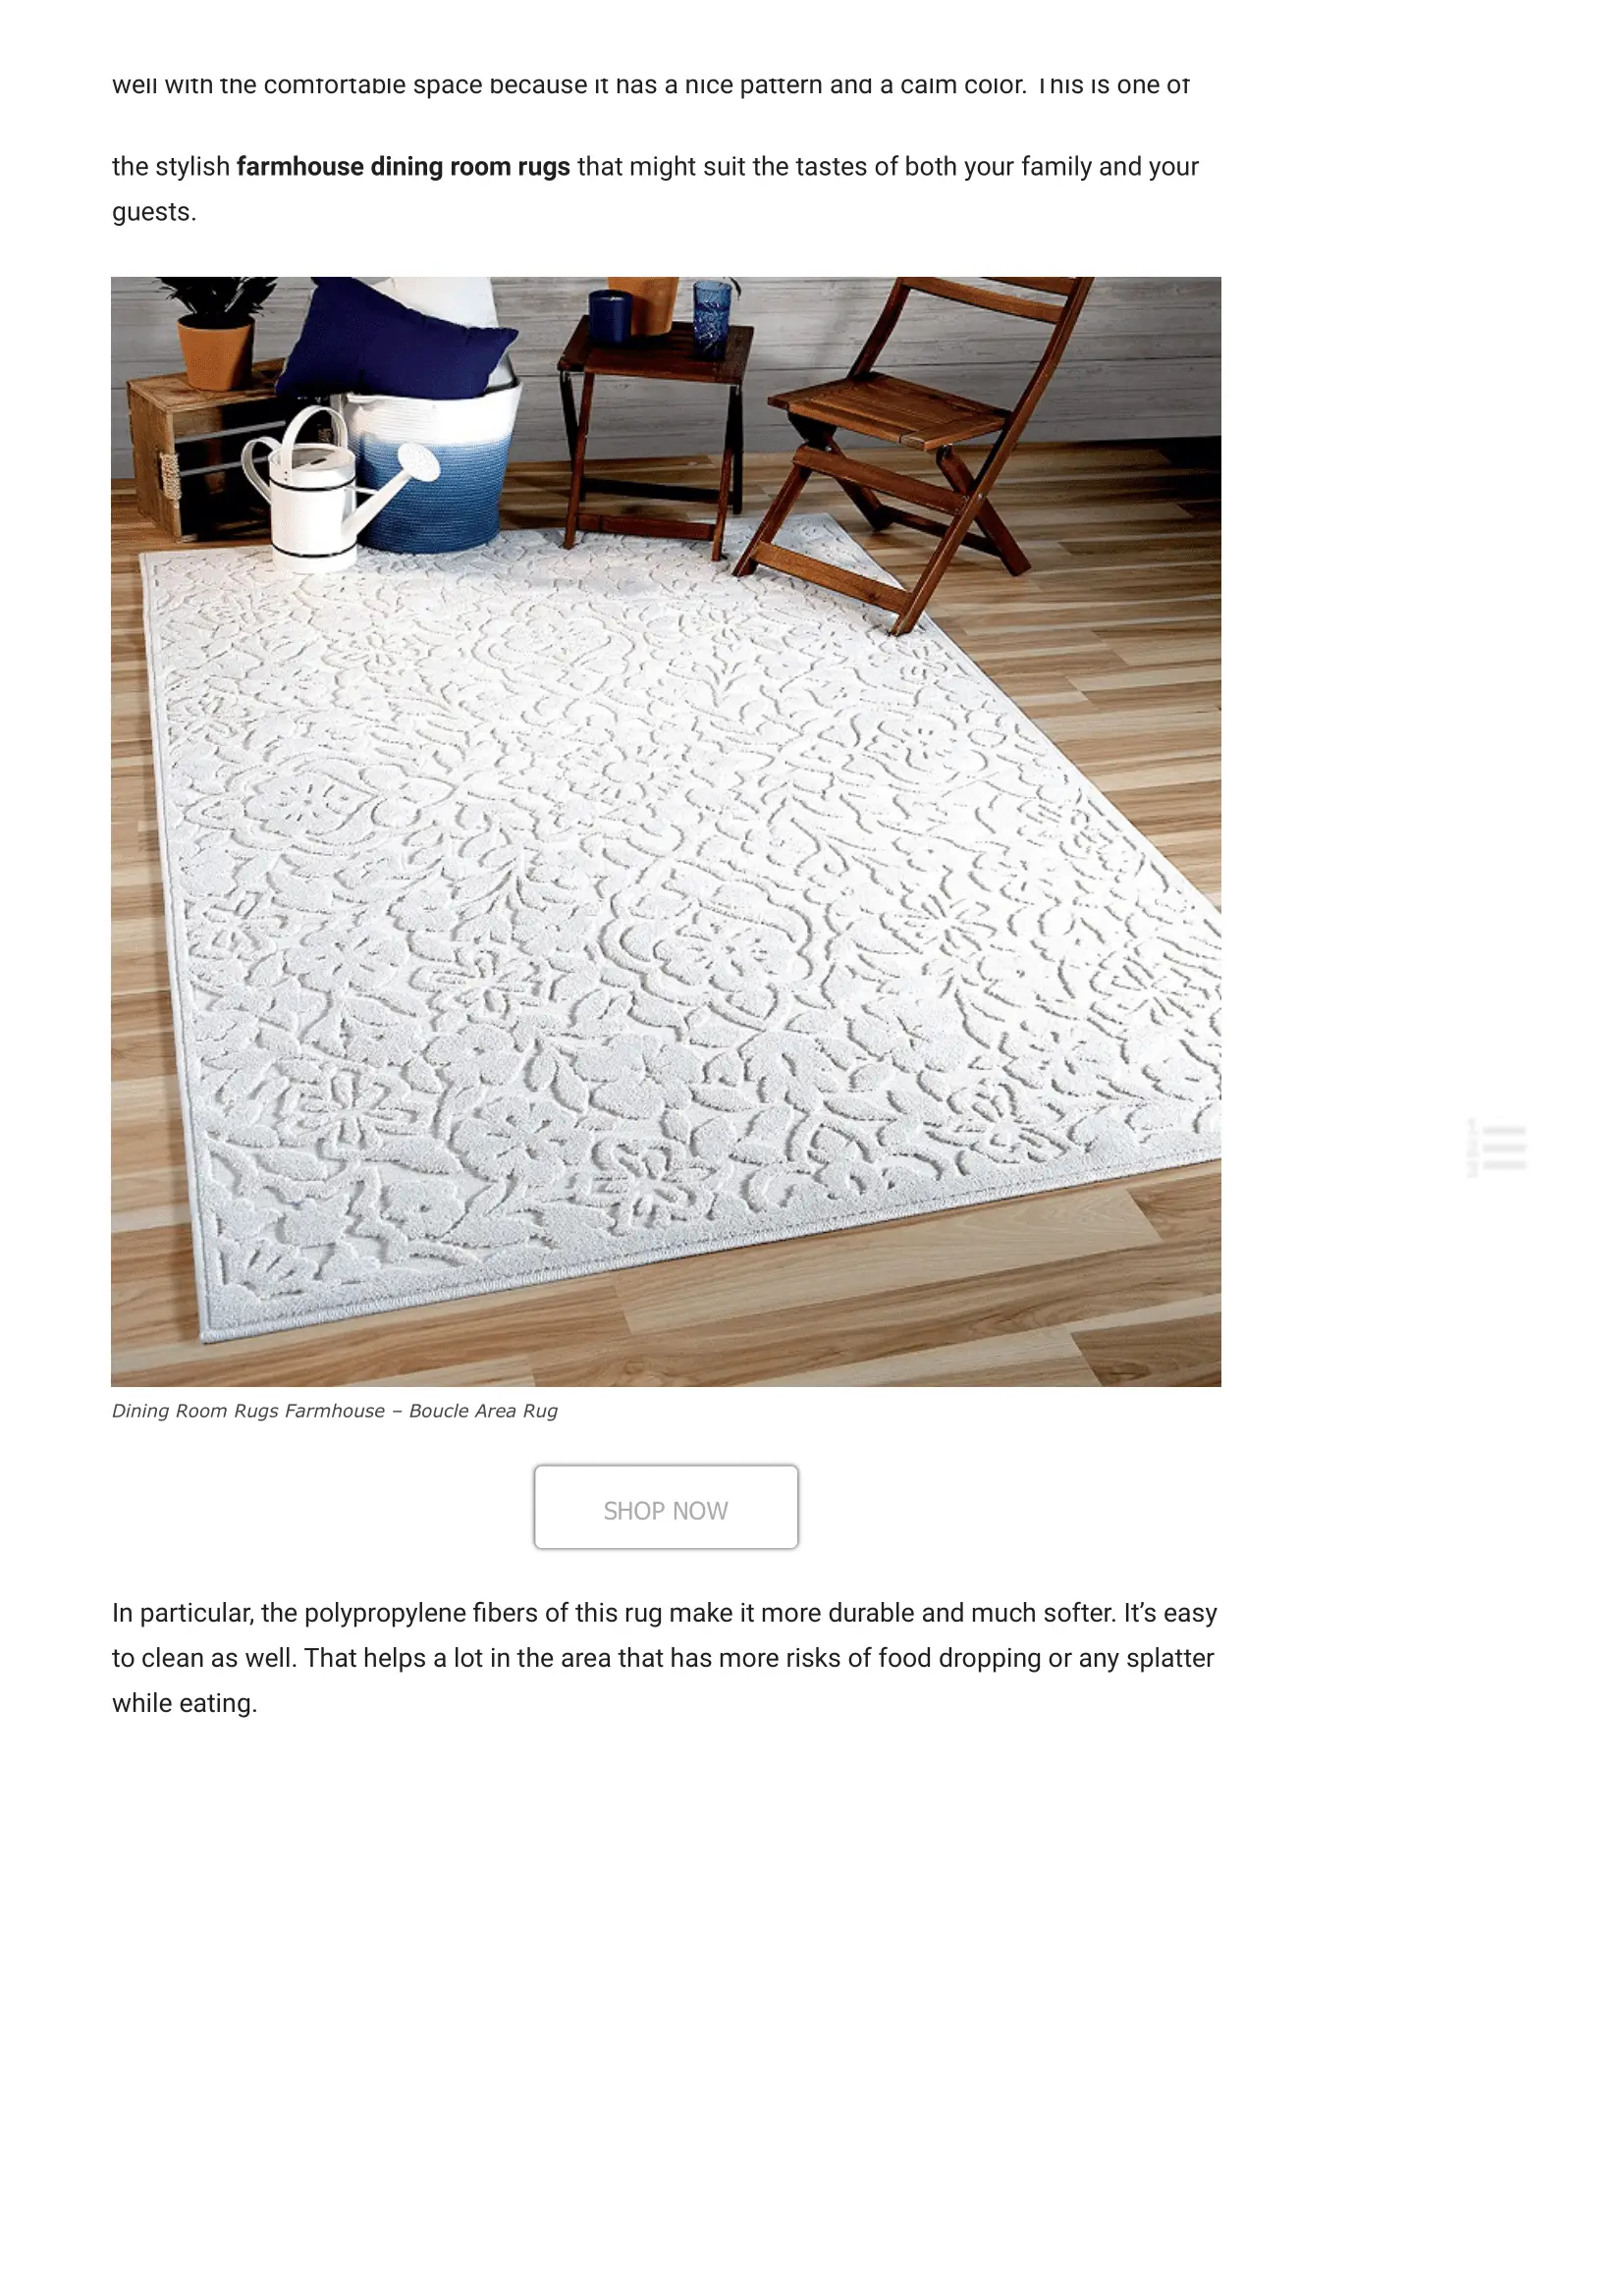 well with the comfortable space because it has a nice pattern and a calm color. This is one of
the stylish farmhouse dining room rugs that might suit the tastes of both your family and your
guests.
Dining Room Rugs Farmhouse – Boucle Area Rug
SHOP NOW
In particular, the polypropylene fibers of this rug make it more durable and much softer. It’s easy
to clean as well. That helps a lot in the area that has more risks of food dropping or any splatter
while eating.